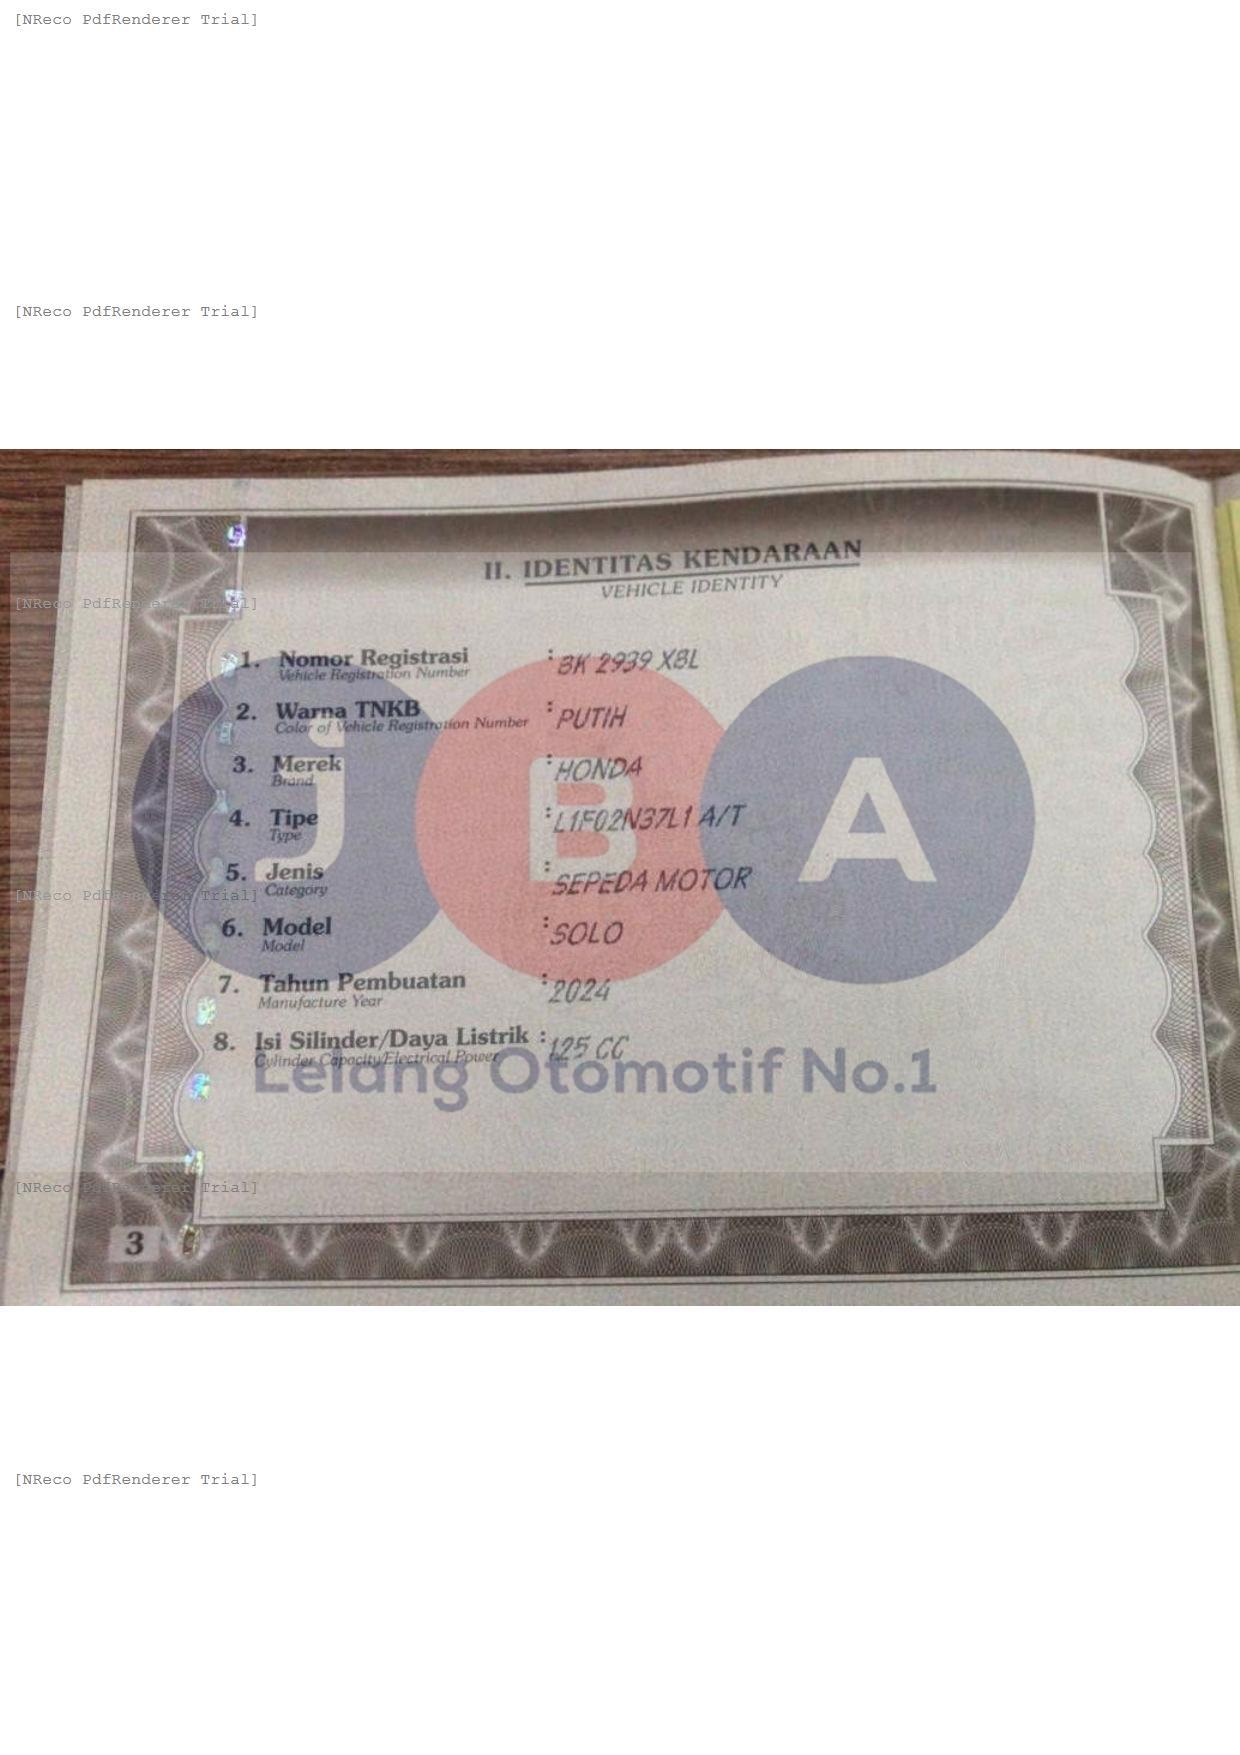 [NReco PdfRenderer Trial]
[NReco PdfRenderer Trial]
II. IDENTITAS KENDARAAN
VEHICLE IDENTITY
[NReco PdfRenderer Trial]
1. Nomor Registrasi : BK 2939 XBL
Vehicle Registration Number
2. Warna TNKB : PUTIH
Color of Vehicle Registration Number
3. Merek : HONDA
Brand
4. Tipe : L1F02N37L1 A/T
Type
5. Jenis : SEPEDA MOTOR
Category
[NReco PdfRenderer Trial]
6. Model : SOLO
Model
7. Tahun Pembuatan : 2024
Manufacture Year
8. Isi Silinder/Daya Listrik : 125 CC
Cylinder Capacity/Electrical Power
JBA
Lelang Otomotif No.1
[NReco PdfRenderer Trial]
3
[NReco PdfRenderer Trial]